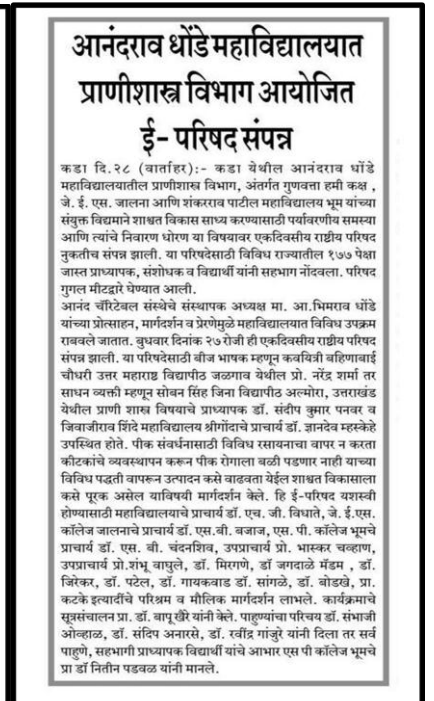 आनंदराव धोंडे महाविद्यालयात
प्राणीशास्त्र विभाग आयोजित
ई- परिषद संपन्न
कडा दि.२८ (वार्ताहर):- कडा येथील आनंदराव धोंडे
महाविद्यालयातील प्राणीशास्त्र विभाग, अंतर्गत गुणवत्ता हमी कक्ष ,
जे. ई. एस. जालना आणि शंकरराव पाटील महाविद्यालय भूम यांच्या
संयुक्त विद्यमाने शाश्वत विकास साध्य करण्यासाठी पर्यावरणीय समस्या
आणि त्यांचे निवारण धोरण या विषयावर एकदिवसीय राष्ट्रीय परिषद
नुकतीच संपन्न झाली. या परिषदेसाठी विविध राज्यातील १७७ पेक्षा
जास्त प्राध्यापक, संशोधक व विद्यार्थी यांनी सहभाग नोंदवला. परिषद
गुगल मीटद्वारे घेण्यात आली.
आनंद चॅरिटेबल संस्थेचे संस्थापक अध्यक्ष मा. आ.भिमराव धोंडे
यांच्या प्रोत्साहन, मार्गदर्शन व प्रेरणेमुळे महाविद्यालयात विविध उपक्रम
राबवले जातात. बुधवार दिनांक २७ रोजी ही एकदिवसीय राष्ट्रीय परिषद
संपन्न झाली. या परिषदेसाठी बीज भाषक म्हणून कवयित्री बहिणाबाई
चौधरी उत्तर महाराष्ट्र विद्यापीठ जळगाव येथील प्रो. नरेंद्र शर्मा तर
साधन व्यक्ती म्हणून सोबन सिंह जिना विद्यापीठ अल्मोरा, उत्तराखंड
येथील प्राणी शास्त्र विषयाचे प्राध्यापक डॉ. संदीप कुमार पनवर व
जिवाजीराव शिंदे महाविद्यालय श्रीगोंदाचे प्राचार्य डॉ. ज्ञानदेव म्हस्केहे
उपस्थित होते. पीक संवर्धनासाठी विविध रसायनाचा वापर न करता
कीटकांचे व्यवस्थापन करून पीक रोगाला बळी पडणार नाही याच्या
विविध पद्धती वापरून उत्पादन कसे वाढवता येईल शाश्वत विकासाला
कसे पूरक असेल याविषयी मार्गदर्शन केले. हि ई-परिषद यशस्वी
होण्यासाठी महाविद्यालयाचे प्राचार्य डॉ. एच. जी. विधाते, जे. ई.एस.
कॉलेज जालनाचे प्राचार्य डॉ. एस.बी. बजाज, एस. पी. कॉलेज भूमचे
प्राचार्य डॉ. एस. बी. चंदनशिव, उपप्राचार्य प्रो. भास्कर चव्हाण,
उपप्राचार्य प्रो.शंभू वाघुले, डॉ. मिरगणे, डॉ जगदाळे मॅडम , डॉ.
जिरेकर, डॉ. पटेल, डॉ. गायकवाड डॉ. सांगळे, डॉ. बोडखे, प्रा.
कटके इत्यादींचे परिश्रम व मौलिक मार्गदर्शन लाभले. कार्यक्रमाचे
सूत्रसंचालन प्रा. डॉ. बापू खैरे यांनी केले. पाहुण्यांचा परिचय डॉ. संभाजी
ओव्हाळ, डॉ. संदिप अनारसे, डॉ. रवींद्र गांजुरे यांनी दिला तर सर्व
पाहुणे, सहभागी प्राध्यापक विद्यार्थी यांचे आभार एस पी कॉलेज भूमचे
प्रा डॉ नितीन पडवळ यांनी मानले.